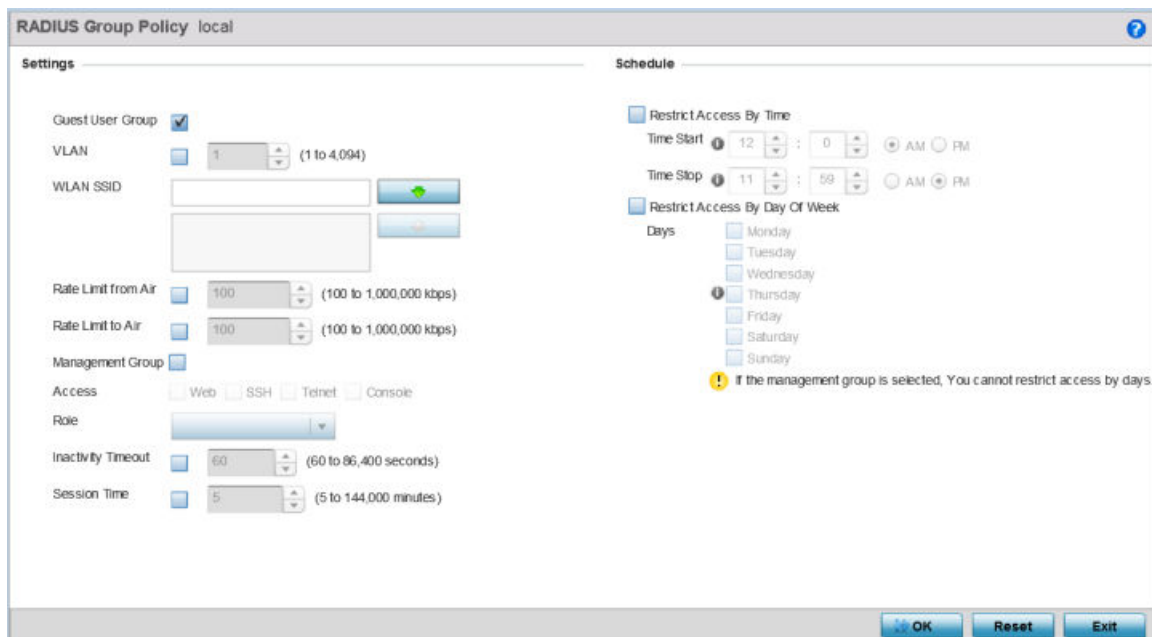 RADIUS Group Policy local
?
Settings
Guest User Group
VLAN 1 (1 to 4,094)
WLAN SSID
Rate Limit from Air 100 (100 to 1,000,000 kbps)
Rate Limit to Air 100 (100 to 1,000,000 kbps)
Management Group
Access Web SSH Telnet Console
Role
Inactivity Timeout 60 (60 to 86,400 seconds)
Session Time 5 (5 to 144,000 minutes)
Schedule
Restrict Access By Time
Time Start 12 : 0 AM PM
Time Stop 11 : 59 AM PM
Restrict Access By Day Of Week
Days Monday
Tuesday
Wednesday
Thursday
Friday
Saturday
Sunday
! If the management group is selected, You cannot restrict access by days
OK Reset Exit